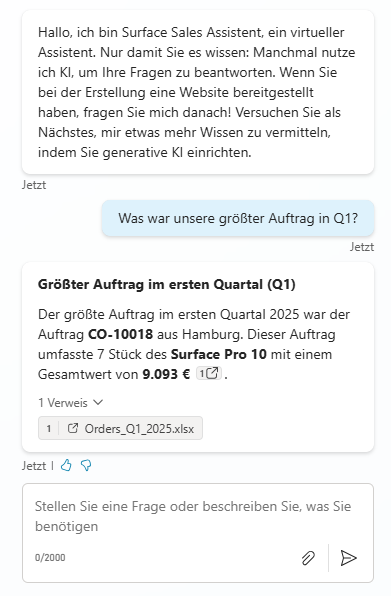 Hallo, ich bin Surface Sales Assistent, ein virtueller
Assistent. Nur damit Sie es wissen: Manchmal nutze
ich KI, um Ihre Fragen zu beantworten. Wenn Sie
bei der Erstellung eine Website bereitgestellt
haben, fragen Sie mich danach! Versuchen Sie als
Nächstes, mir etwas mehr Wissen zu vermitteln,
indem Sie generative KI einrichten.
Jetzt
Was war unsere größter Auftrag in Q1?
Jetzt
Größter Auftrag im ersten Quartal (Q1)
Der größte Auftrag im ersten Quartal 2025 war der
Auftrag CO-10018 aus Hamburg. Dieser Auftrag
umfasste 7 Stück des Surface Pro 10 mit einem
Gesamtwert von 9.093 € 1 .
1 Verweis
1 Orders_Q1_2025.xlsx
Jetzt |
Stellen Sie eine Frage oder beschreiben Sie, was Sie
benötigen
0/2000